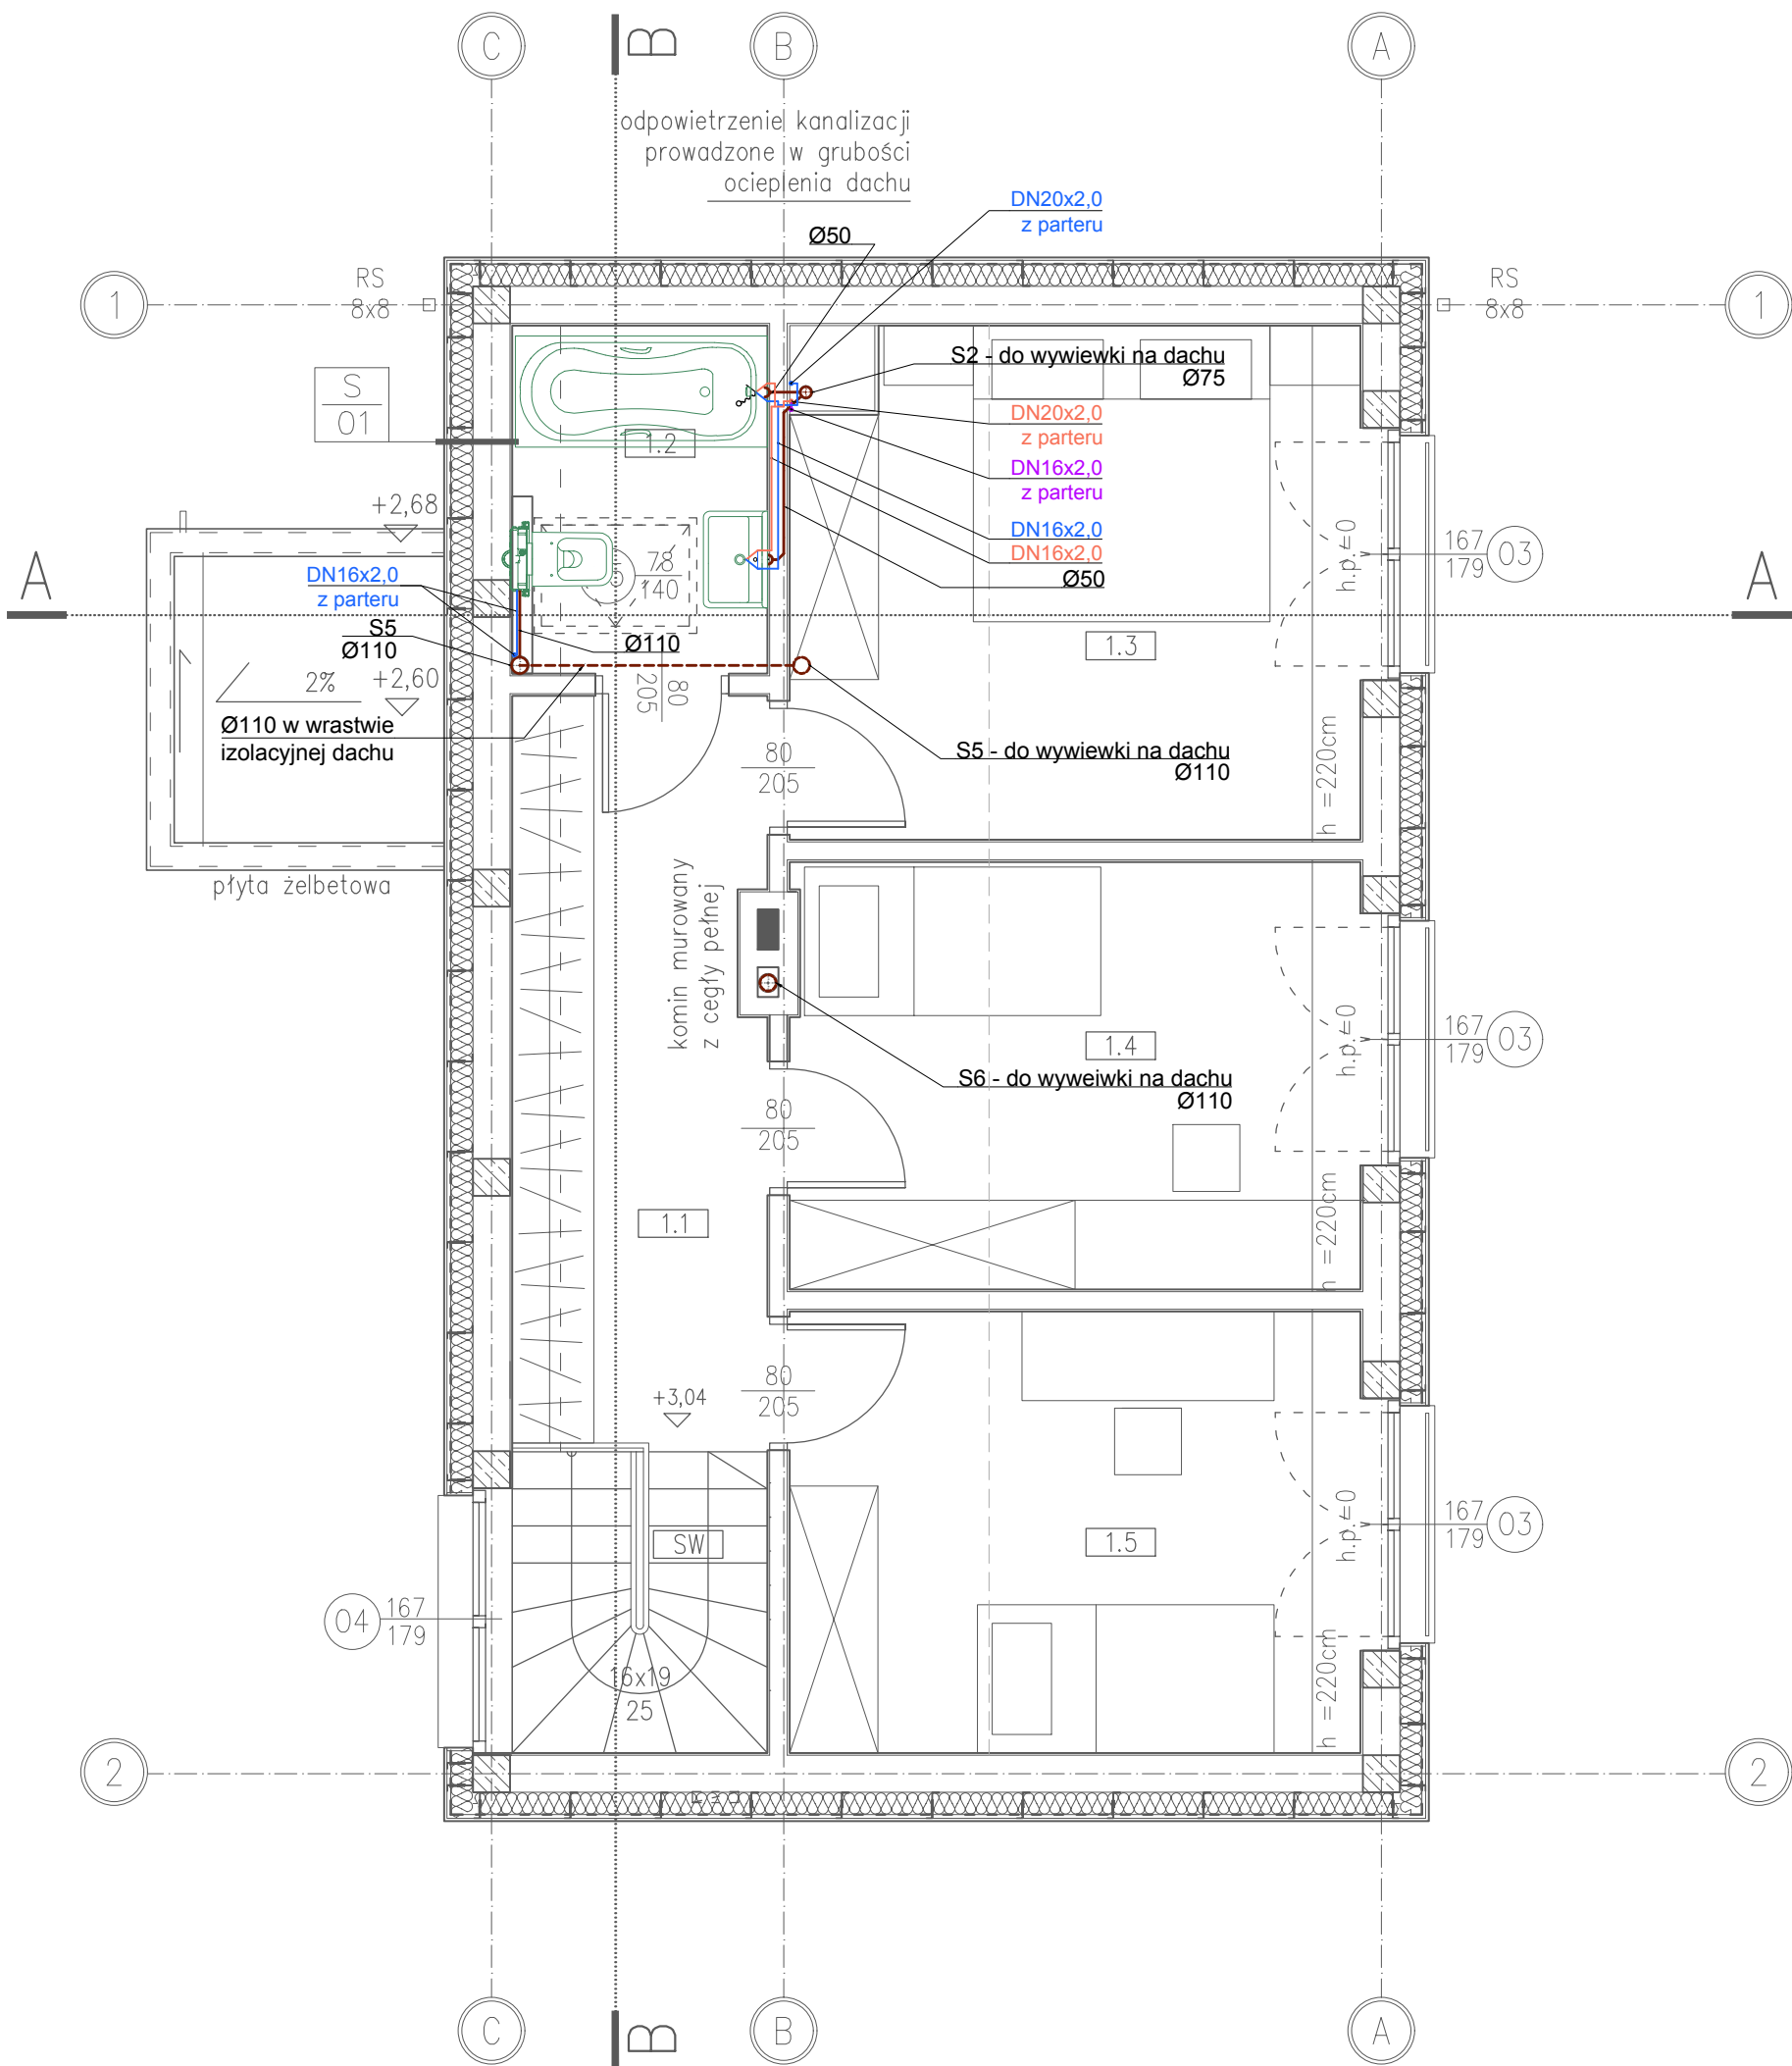 C
B
B
A
odpowietrzenie kanalizacji
prowadzone w grubości
ocieplenia dachu
DN20x2,0
z parteru
Ø50
1
RS
8x8
RS
8x8
1
S2 - do wywiewki na dachu
Ø75
S
01
1.2
DN20x2,0
z parteru
DN16x2,0
z parteru
+2,68
DN16x2,0
DN16x2,0
Ø50
h.p.=0
167
179
03
A
A
DN16x2,0
z parteru
78
140
S5
Ø110
Ø110
1.3
2%
+2,60
80
205
Ø110 w wrastwie
izolacyjnej dachu
80
205
S5 - do wywiewki na dachu
Ø110
h =220cm
płyta żelbetowa
komin murowany
z cegły pełnej
1.4
h.p.=0
167
179
03
S6 - do wyweiwki na dachu
Ø110
80
205
1.1
h =220cm
+3,04
80
205
SW
1.5
h.p.=0
167
179
03
04
167
179
16x19
25
h =220cm
2
2
C
B
B
A